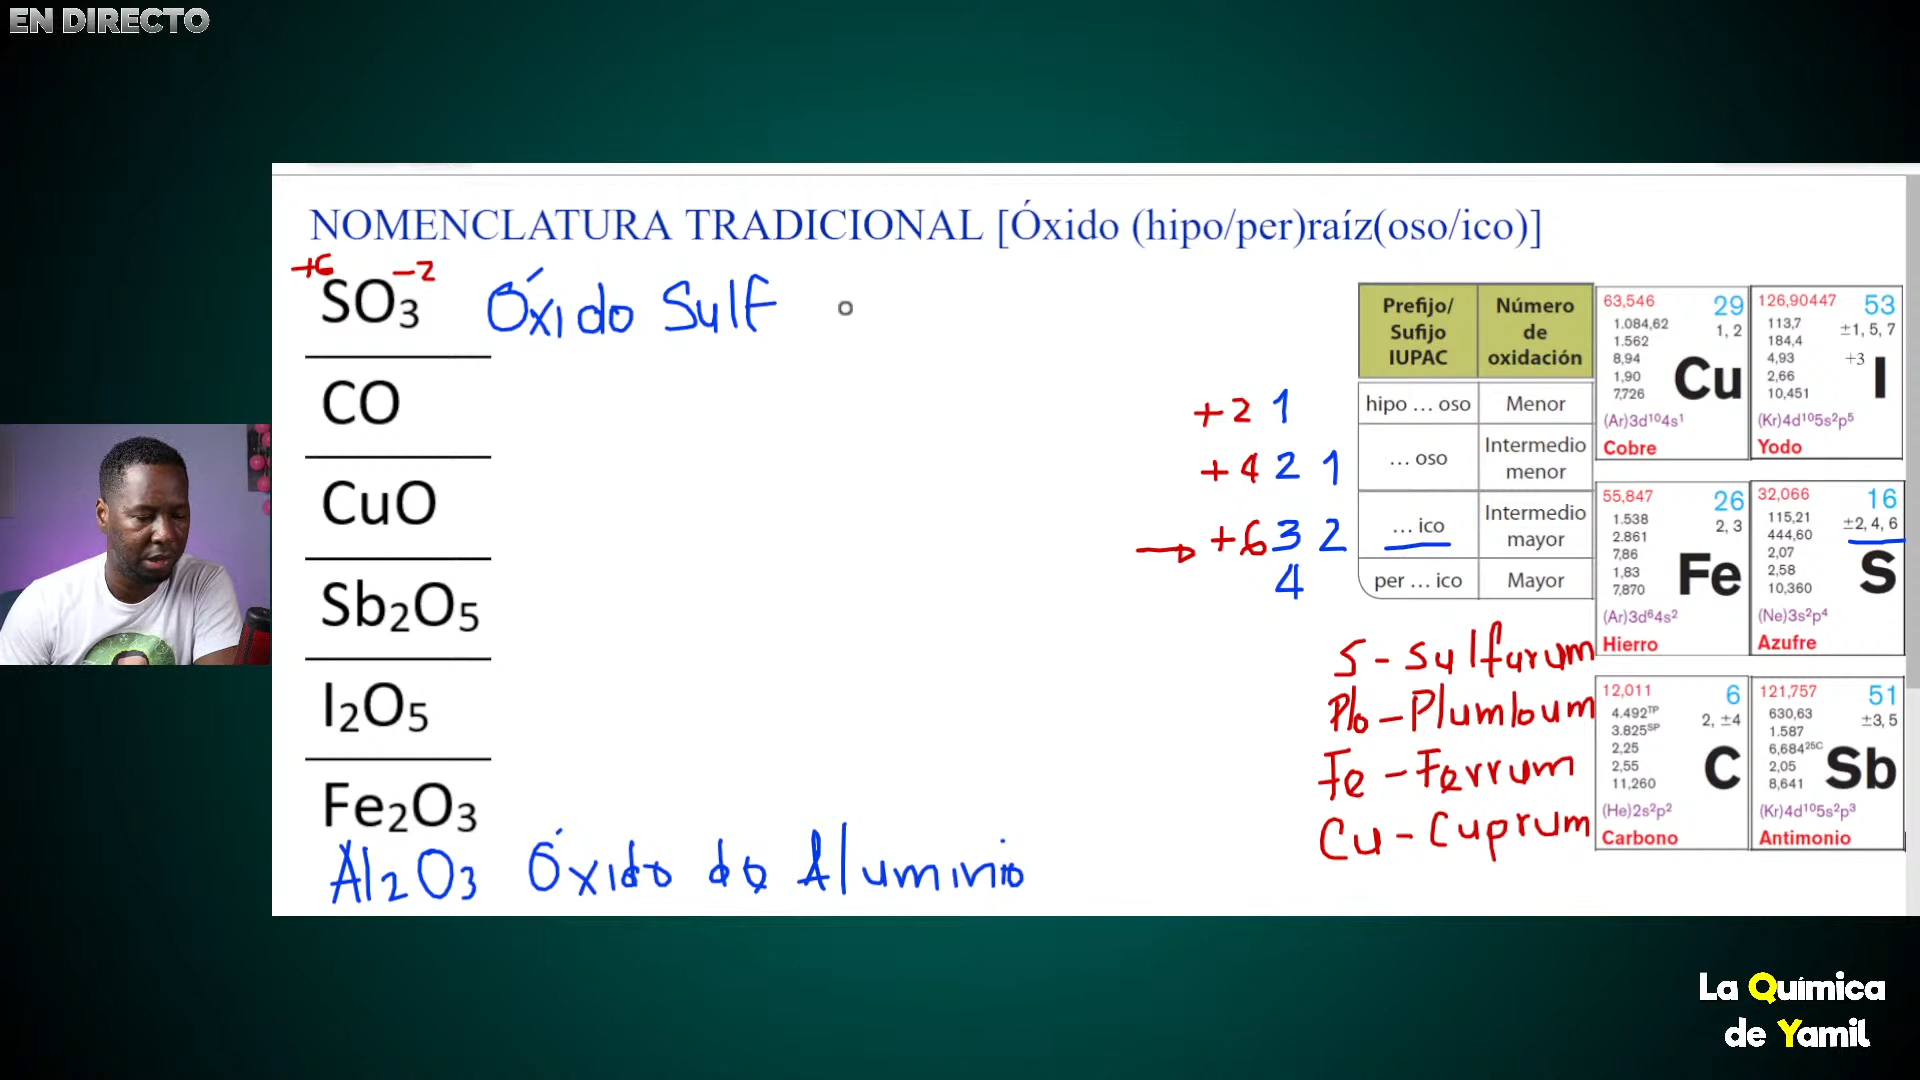 EN DIRECTO
NOMENCLATURA TRADICIONAL [Óxido (hipo/per)raíz(oso/ico)]
+6 -2
SO₃ Óxido Sulf
CO
CuO
Sb₂O₅
I₂O₅
Fe₂O₃
Al₂O₃ Óxido de Aluminio
+2 1
+4 2 1
→ +6 3 2
4
Prefijo/ Sufijo IUPAC Número de oxidación
hipo ... oso Menor
... oso Intermedio menor
... ico Intermedio mayor
per ... ico Mayor
S - Sulfurum
Pb - Plumbum
Fe - Ferrum
Cu - Cuprum
63,546 29
1.084,62 1, 2
1.562
8,94 Cu
1,90
7,726
(Ar)3d¹⁰4s¹
Cobre
126,90447 53
113,7 ±1, 5, 7
184,4
4,93 +3 I
2,66
10,451
(Kr)4d¹⁰5s²p⁵
Yodo
55,847 26
1.538 2, 3
2.861
7,86 Fe
1,83
7,870
(Ar)3d⁶4s²
Hierro
32,066 16
115,21 ±2, 4, 6
444,60
2,07 S
2,58
10,360
(Ne)3s²p⁴
Azufre
12,011 6
4.492ᵀᴾ 2, ±4
3.825ˢᴾ
2,25 C
2,55
11,260
(He)2s²p²
Carbono
121,757 51
630,63 ±3, 5
1.587
6,684²⁵ᶜ Sb
2,05
8,641
(Kr)4d¹⁰5s²p³
Antimonio
La Química
de Yamil